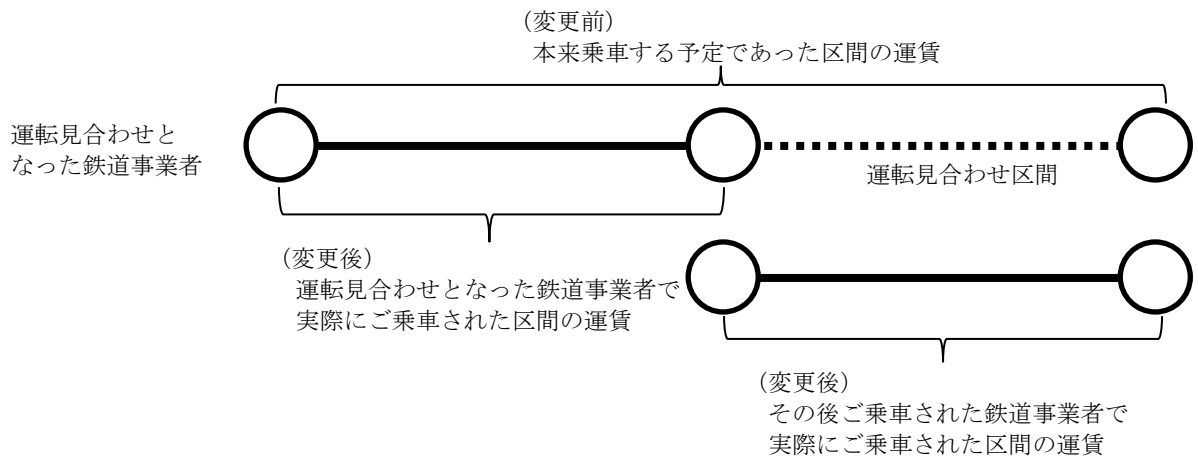 （変更前）
本来乗車する予定であった区間の運賃
運転見合わせと
なった鉄道事業者
運転見合わせ区間
（変更後）
運転見合わせとなった鉄道事業者で
実際にご乗車された区間の運賃
（変更後）
その後ご乗車された鉄道事業者で
実際にご乗車された区間の運賃